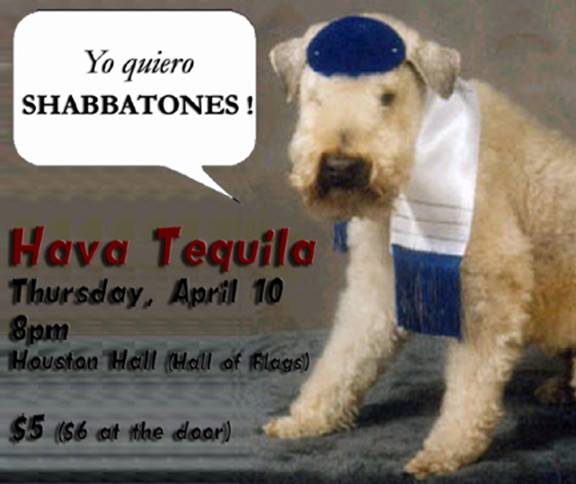 Yo quiero
SHABBATONES !
Hava Tequila
Thursday, April 10
8pm
Houston Hall (Hall of Flags)
$5 ($6 at the door)